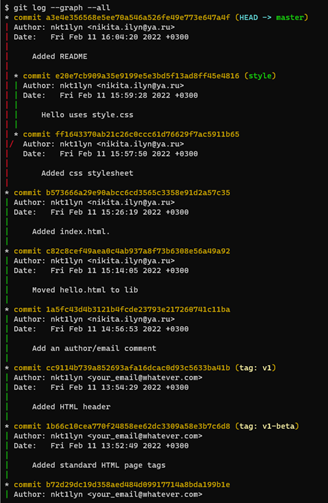 $ git log --graph --all
* commit a3e4e356568e5ee70a546a526fe49e773e647a4f (HEAD -> master)
| Author: nkt1lyn <nikita.ilyn@ya.ru>
| Date:   Fri Feb 11 16:04:20 2022 +0300
|
|     Added README
|
| * commit e20e7cb909a35e9199e5e3bd5f13ad8ff45e4816 (style)
| | Author: nkt1lyn <nikita.ilyn@ya.ru>
| | Date:   Fri Feb 11 15:59:28 2022 +0300
| |
| |     Hello uses style.css
| |
| * commit ff1643370ab21c26c0ccc61d76629f7ac5911b65
|/  Author: nkt1lyn <nikita.ilyn@ya.ru>
|   Date:   Fri Feb 11 15:57:50 2022 +0300
|
|       Added css stylesheet
|
* commit b573666a29e90abcc6cd3565c3358e91d2a57c35
| Author: nkt1lyn <nikita.ilyn@ya.ru>
| Date:   Fri Feb 11 15:26:19 2022 +0300
|
|     Added index.html.
|
* commit c82c8cef49aea0c4ab937a8f73b6308e56a49a92
| Author: nkt1lyn <nikita.ilyn@ya.ru>
| Date:   Fri Feb 11 15:14:05 2022 +0300
|
|     Moved hello.html to lib
|
* commit 1a5fc43d4b3121b4fcde23793e217260741c11ba
| Author: nkt1lyn <nikita.ilyn@ya.ru>
| Date:   Fri Feb 11 14:56:53 2022 +0300
|
|     Add an author/email comment
|
* commit cc9114b739a852693afa16dcac0d93c5633ba41b (tag: v1)
| Author: nkt1lyn <your_email@whatever.com>
| Date:   Fri Feb 11 13:54:29 2022 +0300
|
|     Added HTML header
|
* commit 1b66c10cea770f24858ee62dc3309a58e3b7c6d8 (tag: v1-beta)
| Author: nkt1lyn <your_email@whatever.com>
| Date:   Fri Feb 11 13:52:49 2022 +0300
|
|     Added standard HTML page tags
|
* commit b72d29dc19d358aed484d09917714a8bda199b1e
| Author: nkt1lyn <your_email@whatever.com>